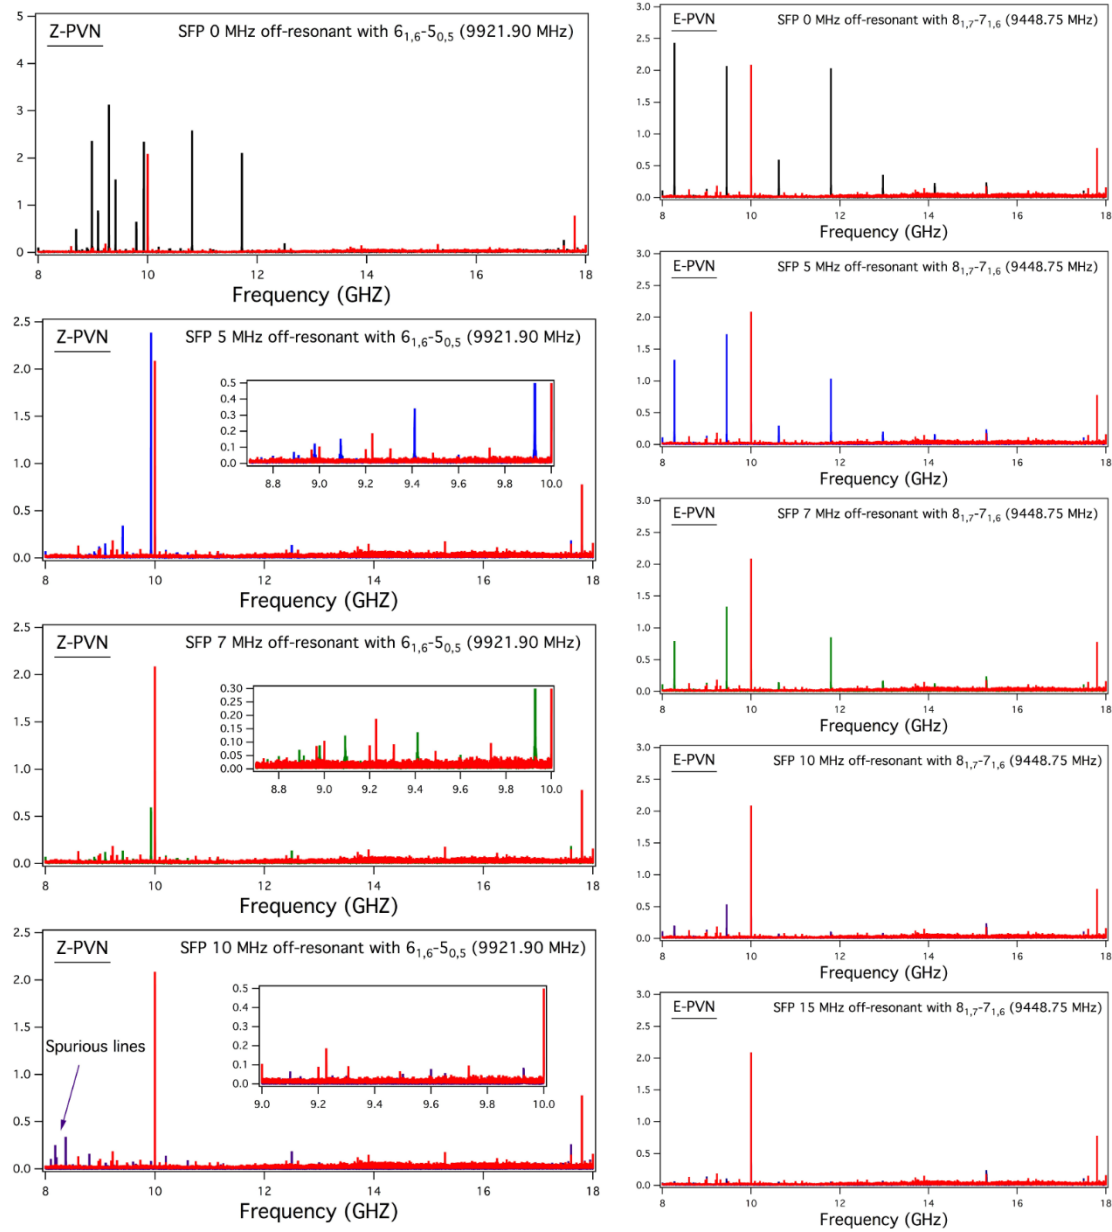 Z-PVN SFP 0 MHz off-resonant with 6₁,₆-5₀,₅ (9921.90 MHz)
5
4
3
2
1
0
8 10 12 14 16 18
Frequency (GHZ)
Z-PVN SFP 5 MHz off-resonant with 6₁,₆-5₀,₅ (9921.90 MHz)
2.5
2.0
1.5
1.0
0.5
0.0
0.5
0.4
0.3
0.2
0.1
0.0
8.8 9.0 9.2 9.4 9.6 9.8 10.0
8 10 12 14 16 18
Frequency (GHZ)
Z-PVN SFP 7 MHz off-resonant with 6₁,₆-5₀,₅ (9921.90 MHz)
2.5
2.0
1.5
1.0
0.5
0.0
0.30
0.25
0.20
0.15
0.10
0.05
0.00
8.8 9.0 9.2 9.4 9.6 9.8 10.0
8 10 12 14 16 18
Frequency (GHZ)
Z-PVN SFP 10 MHz off-resonant with 6₁,₆-5₀,₅ (9921.90 MHz)
2.5
2.0
1.5
1.0
0.5
0.0
Spurious lines
0.5
0.4
0.3
0.2
0.1
0.0
9.0 9.2 9.4 9.6 9.8 10.0
8 10 12 14 16 18
Frequency (GHZ)
E-PVN SFP 0 MHz off-resonant with 8₁,₇-7₁,₆ (9448.75 MHz)
3.0
2.5
2.0
1.5
1.0
0.5
0.0
8 10 12 14 16 18
Frequency (GHZ)
E-PVN SFP 5 MHz off-resonant with 8₁,₇-7₁,₆ (9448.75 MHz)
3.0
2.5
2.0
1.5
1.0
0.5
0.0
8 10 12 14 16 18
Frequency (GHZ)
E-PVN SFP 7 MHz off-resonant with 8₁,₇-7₁,₆ (9448.75 MHz)
3.0
2.5
2.0
1.5
1.0
0.5
0.0
8 10 12 14 16 18
Frequency (GHZ)
E-PVN SFP 10 MHz off-resonant with 8₁,₇-7₁,₆ (9448.75 MHz)
3.0
2.5
2.0
1.5
1.0
0.5
0.0
8 10 12 14 16 18
Frequency (GHZ)
E-PVN SFP 15 MHz off-resonant with 8₁,₇-7₁,₆ (9448.75 MHz)
3.0
2.5
2.0
1.5
1.0
0.5
0.0
8 10 12 14 16 18
Frequency (GHZ)